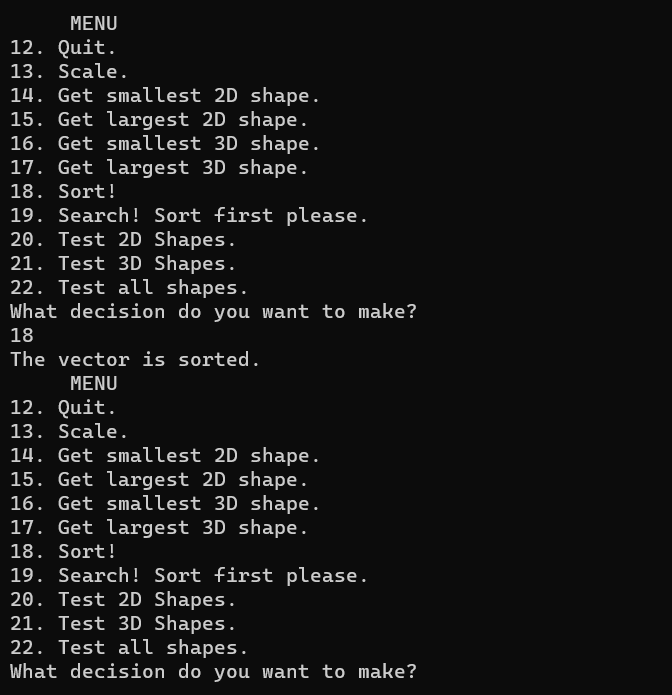 MENU
12. Quit.
13. Scale.
14. Get smallest 2D shape.
15. Get largest 2D shape.
16. Get smallest 3D shape.
17. Get largest 3D shape.
18. Sort!
19. Search! Sort first please.
20. Test 2D Shapes.
21. Test 3D Shapes.
22. Test all shapes.
What decision do you want to make?
18
The vector is sorted.
MENU
12. Quit.
13. Scale.
14. Get smallest 2D shape.
15. Get largest 2D shape.
16. Get smallest 3D shape.
17. Get largest 3D shape.
18. Sort!
19. Search! Sort first please.
20. Test 2D Shapes.
21. Test 3D Shapes.
22. Test all shapes.
What decision do you want to make?